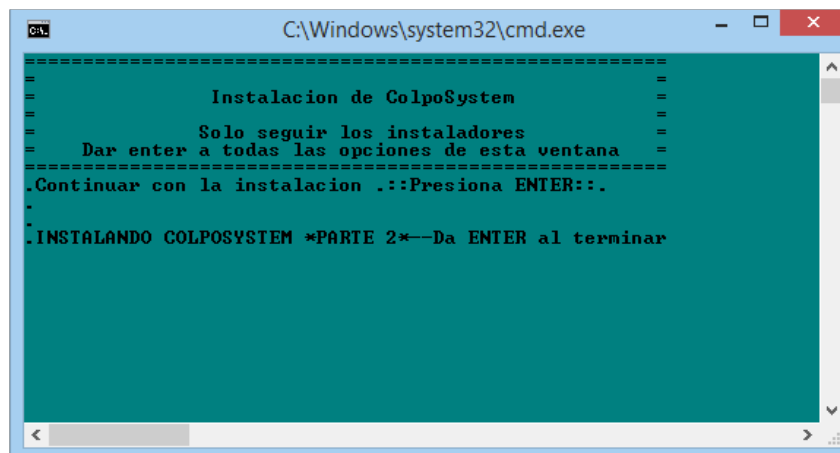 C:\Windows\system32\cmd.exe
=======================================================
= =
= Instalacion de ColpoSystem =
= =
= Solo seguir los instaladores =
= Dar enter a todas las opciones de esta ventana =
=======================================================
.Continuar con la instalacion .::Presiona ENTER::.
.
.
.INSTALANDO COLPOSYSTEM *PARTE 2*--Da ENTER al terminar